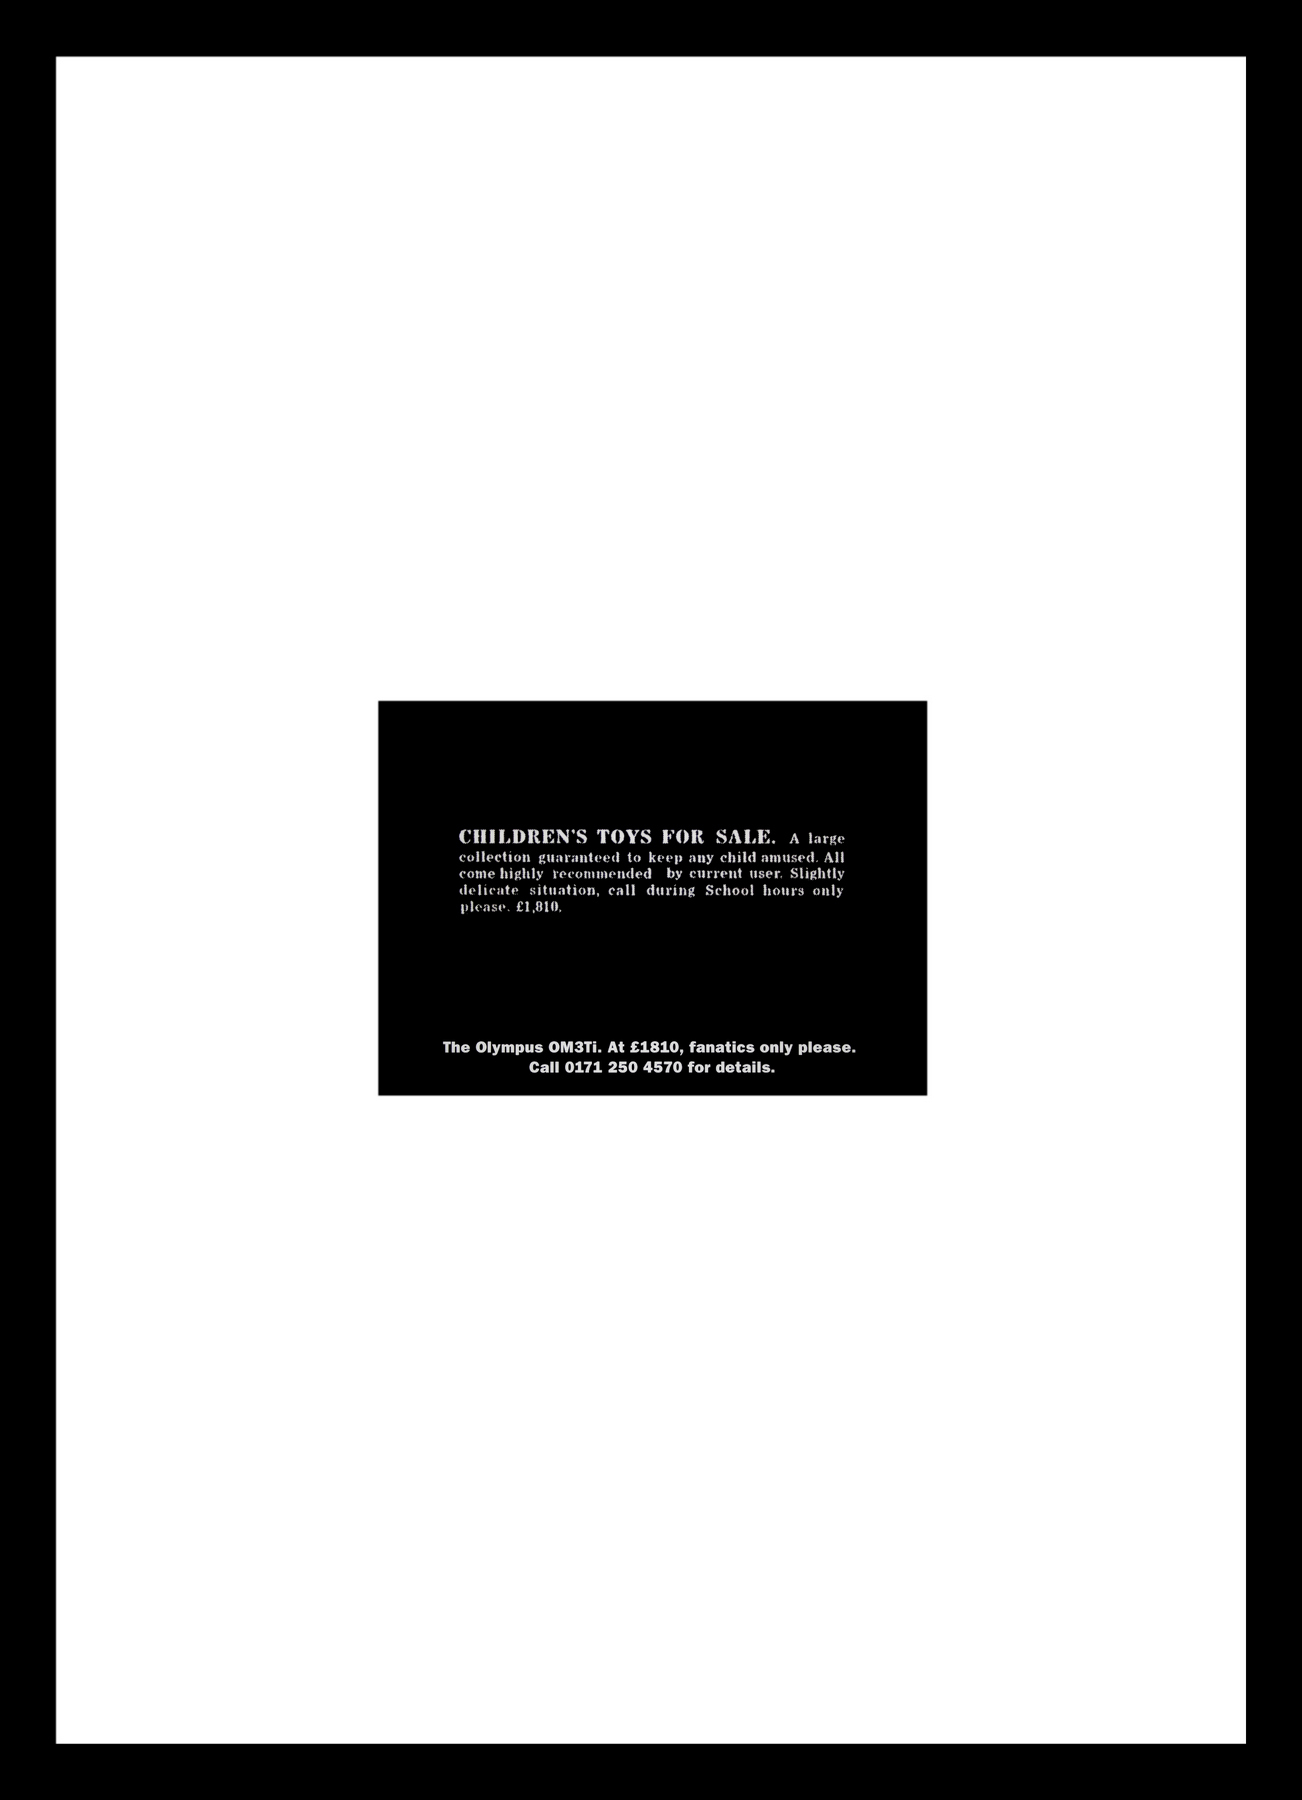 CHILDREN'S TOYS FOR SALE. A large
collection guaranteed to keep any child amused. All
come highly recommended by current user. Slightly
delicate situation, call during School hours only
please. £1,810.
The Olympus OM3Ti. At £1810, fanatics only please.
Call 0171 250 4570 for details.